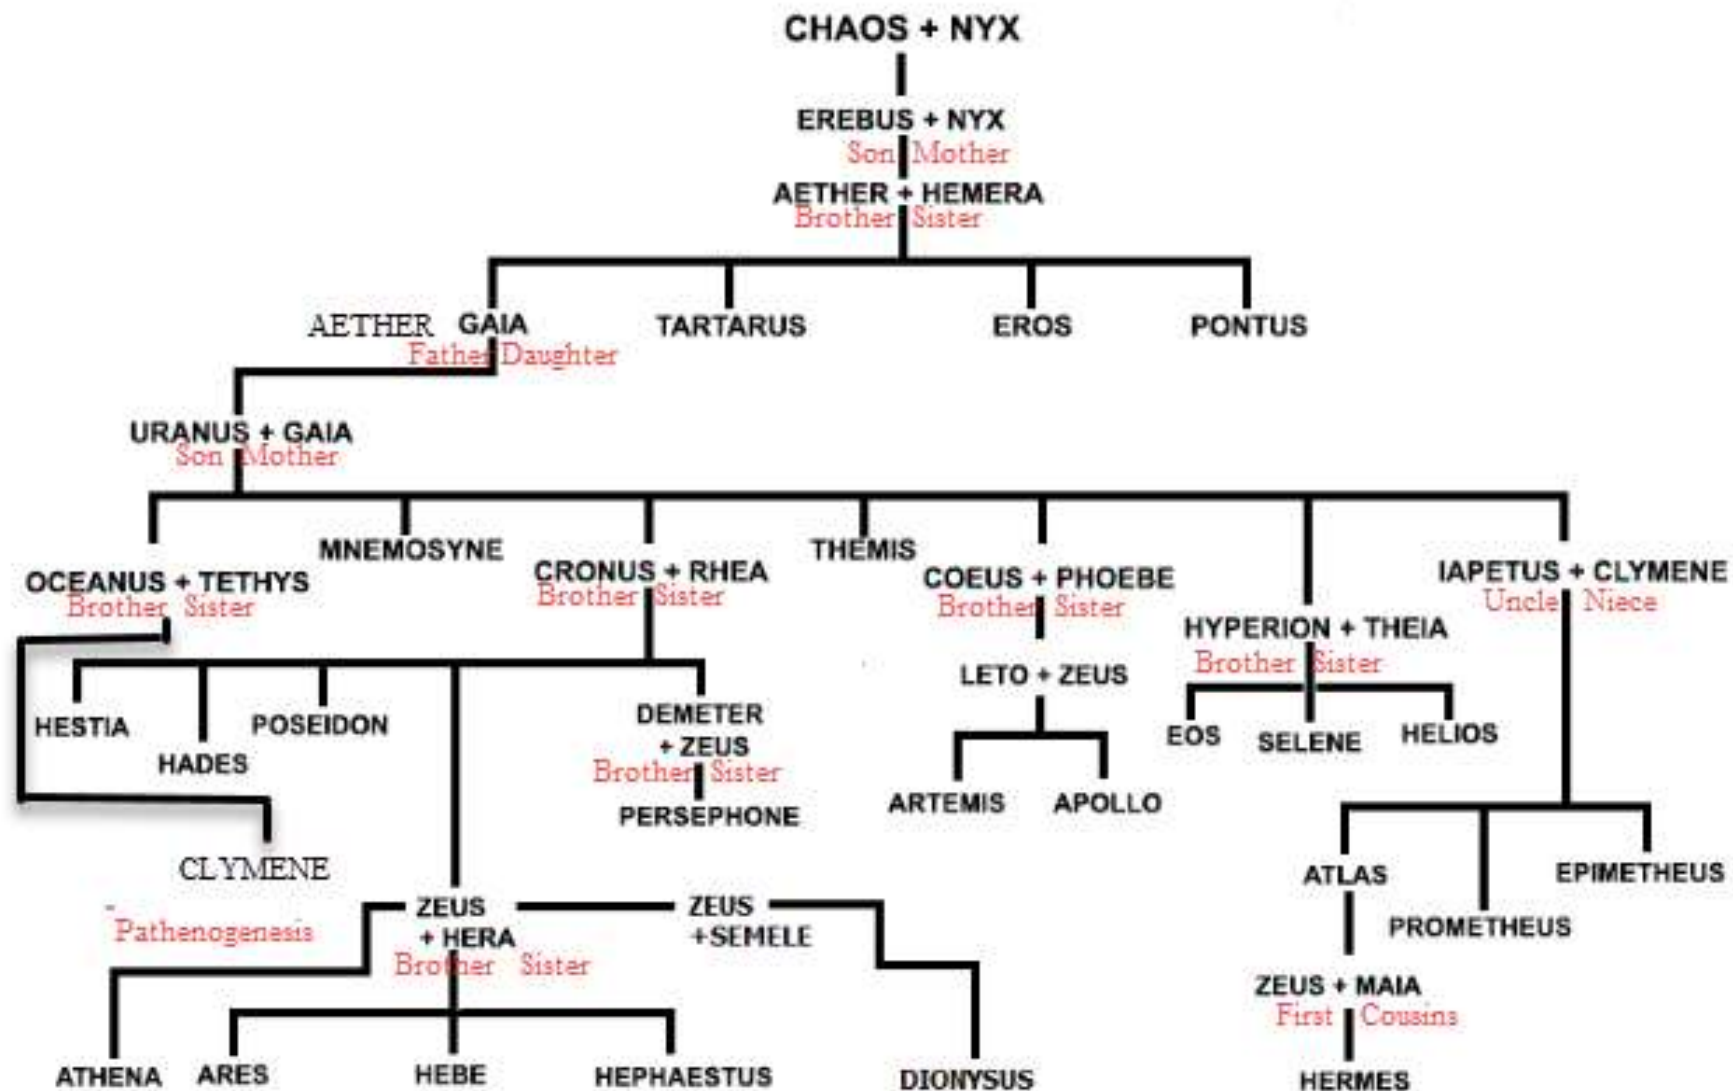 CHAOS + NYX
EREBUS + NYX
Son Mother
AETHER + HEMERA
Brother Sister
AETHER GAIA TARTARUS EROS PONTUS
Father Daughter
URANUS + GAIA
Son Mother
OCEANUS + TETHYS
Brother Sister
MNEMOSYNE
CRONUS + RHEA
Brother Sister
THEMIS
COEUS + PHOEBE
Brother Sister
HYPERION + THEIA
Brother Sister
IAPETUS + CLYMENE
Uncle Niece
HESTIA
HADES
POSEIDON
DEMETER
+ ZEUS
Brother Sister
PERSEPHONE
LETO + ZEUS
ARTEMIS APOLLO
EOS SELENE HELIOS
CLYMENE
ATLAS
PROMETHEUS
EPIMETHEUS
Pathenogenesis
ZEUS
+ HERA
Brother Sister
ZEUS
+SEMELE
ZEUS + MAIA
First Cousins
ATHENA ARES HEBE HEPHAESTUS DIONYSUS HERMES